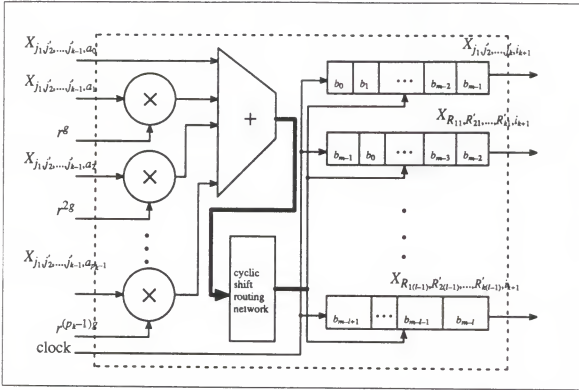 X_{j_1,j'_2,...,j'_{k-1},a_0}
X_{j_1,j'_2,...,j'_{k-1},a_1}
×
r^g
X_{j_1,j'_2,...,j'_{k-1},a_2}
×
r^{2g}
X_{j_1,j'_2,...,j'_{k-1},a_{p_k-1}}
×
r^{(p_k-1)g}
clock
+
cyclic
shift
routing
network
X_{j_1,j'_2,...,j'_k,i_{k+1}}
b_0 b_1 ... b_{m-2} b_{m-1}
X_{R_{11},R'_{21},...,R'_{k1},i_{k+1}}
b_{m-1} b_0 ... b_{m-3} b_{m-2}
X_{R_{1(l-1)},R'_{2(l-1)},...,R'_{k(l-1)},i_{k+1}}
b_{m-l+1} ... b_{m-l-1} b_{m-l}